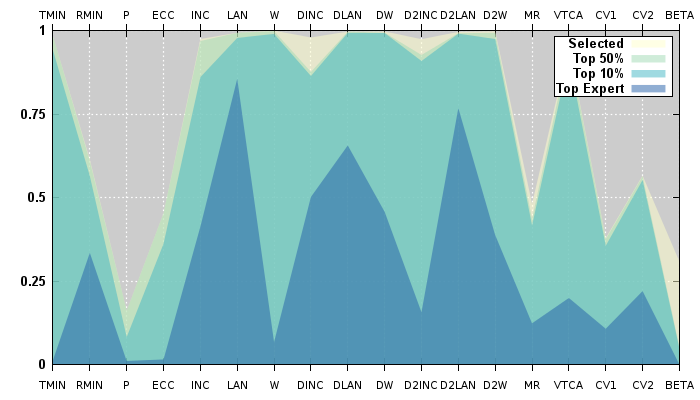 TMIN RMIN P ECC INC LAN W DINC DLAN DW D2INC D2LAN D2W MR VTCA CV1 CV2 BETA
1
Selected
Top 50%
Top 10%
Top Expert
0.75
0.5
0.25
0
TMIN RMIN P ECC INC LAN W DINC DLAN DW D2INC D2LAN D2W MR VTCA CV1 CV2 BETA